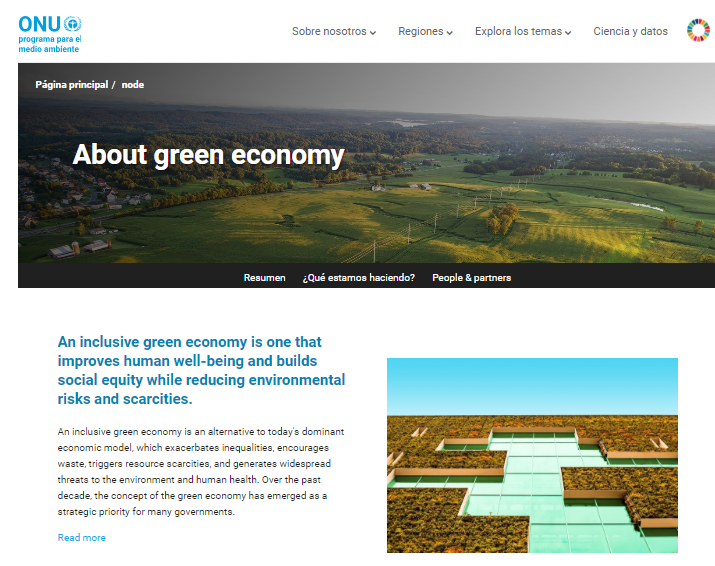 ONU
programa para el
medio ambiente
Sobre nosotros
Regiones
Explora los temas
Ciencia y datos
Página principal / node
About green economy
Resumen
¿Qué estamos haciendo?
People & partners
An inclusive green economy is one that
improves human well-being and builds
social equity while reducing environmental
risks and scarcities.
An inclusive green economy is an alternative to today's dominant
economic model, which exacerbates inequalities, encourages
waste, triggers resource scarcities, and generates widespread
threats to the environment and human health. Over the past
decade, the concept of the green economy has emerged as a
strategic priority for many governments.
Read more